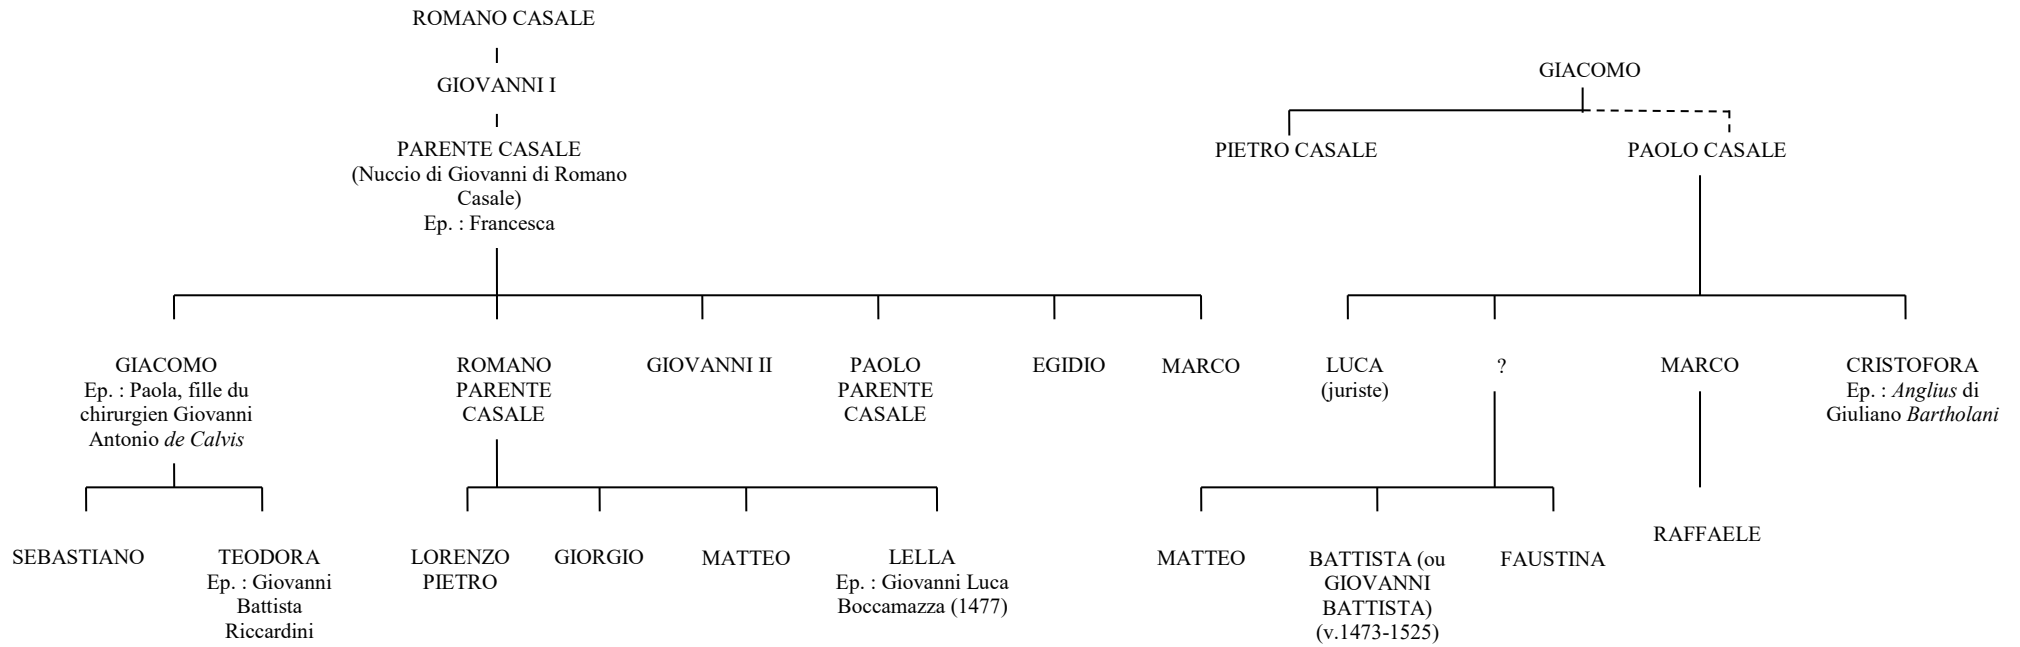 ROMANO CASALE
GIOVANNI I
PARENTE CASALE
(Nuccio di Giovanni di Romano
Casale)
Ep. : Francesca
GIACOMO
PIETRO CASALE
PAOLO CASALE
GIACOMO
Ep. : Paola, fille du
chirurgien Giovanni
Antonio de Calvis
ROMANO
PARENTE
CASALE
GIOVANNI II
PAOLO
PARENTE
CASALE
EGIDIO
MARCO
LUCA
(juriste)
?
MARCO
CRISTOFORA
Ep. : Anglius di
Giuliano Bartholani
SEBASTIANO
TEODORA
Ep. : Giovanni
Battista
Riccardini
LORENZO
PIETRO
GIORGIO
MATTEO
LELLA
Ep. : Giovanni Luca
Boccamazza (1477)
MATTEO
BATTISTA (ou
GIOVANNI
BATTISTA)
(v.1473-1525)
FAUSTINA
RAFFAELE